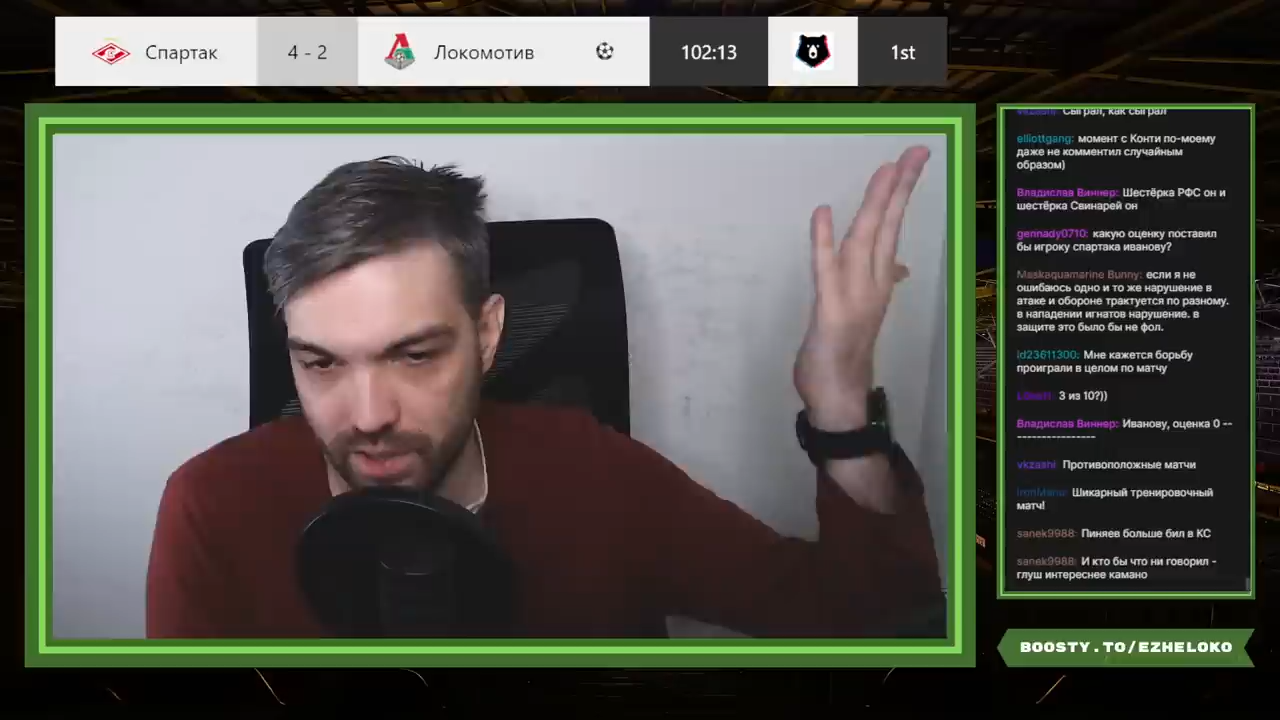 Спартак
4 - 2
Локомотив
102:13
1st
Сыграл, как сыграл
elliottgang: момент с Конти по-моему
даже не комментил случайным
образом)
Владислав Виннер: Шестёрка РФС он и
шестёрка Свинарей он
gennady0710: какую оценку поставил
бы игроку спартака иванову?
Maskaquamarine Bunny: если я не
ошибаюсь одно и то же нарушение в
атаке и обороне трактуется по разному.
в нападении игнатов нарушение. в
защите это было бы не фол.
id23611300: Мне кажется борьбу
проиграли в целом по матчу
3 из 10?))
Владислав Виннер: Иванову, оценка 0 --
----------------
vkzashi: Противоположные матчи
Шикарный тренировочный
матч!
sanek9988: Пиняев больше бил в КС
sanek9988: И кто бы что ни говорил -
глуш интереснее камано
BOOSTY.TO/EZHELOKO